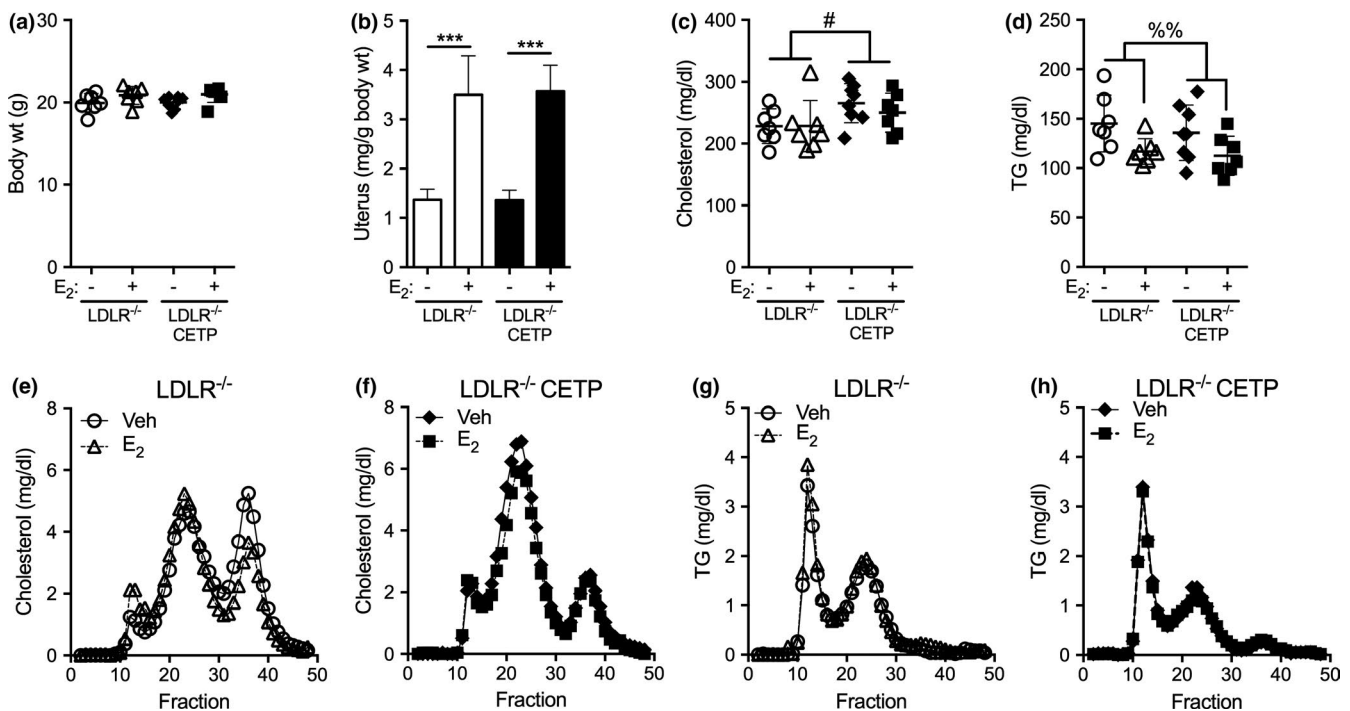 (a)
Body wt (g)
30
20
10
0
E2: - + - +
LDLR-/- LDLR-/-
CETP
(b)
Uterus (mg/g body wt)
5
4
3
2
1
0
*** ***
E2: - + - +
LDLR-/- LDLR-/-
CETP
(c)
Cholesterol (mg/dl)
400
300
200
100
0
#
E2: - + - +
LDLR-/- LDLR-/-
CETP
(d)
TG (mg/dl)
250
200
150
100
50
0
%%
E2: - + - +
LDLR-/- LDLR-/-
CETP
(e) LDLR-/-
Veh
E2
Cholesterol (mg/dl)
8
6
4
2
0
0 10 20 30 40 50
Fraction
(f) LDLR-/- CETP
Veh
E2
Cholesterol (mg/dl)
8
6
4
2
0
0 10 20 30 40 50
Fraction
(g) LDLR-/-
Veh
E2
TG (mg/dl)
5
4
3
2
1
0
0 10 20 30 40 50
Fraction
(h) LDLR-/- CETP
Veh
E2
TG (mg/dl)
5
4
3
2
1
0
0 10 20 30 40 50
Fraction